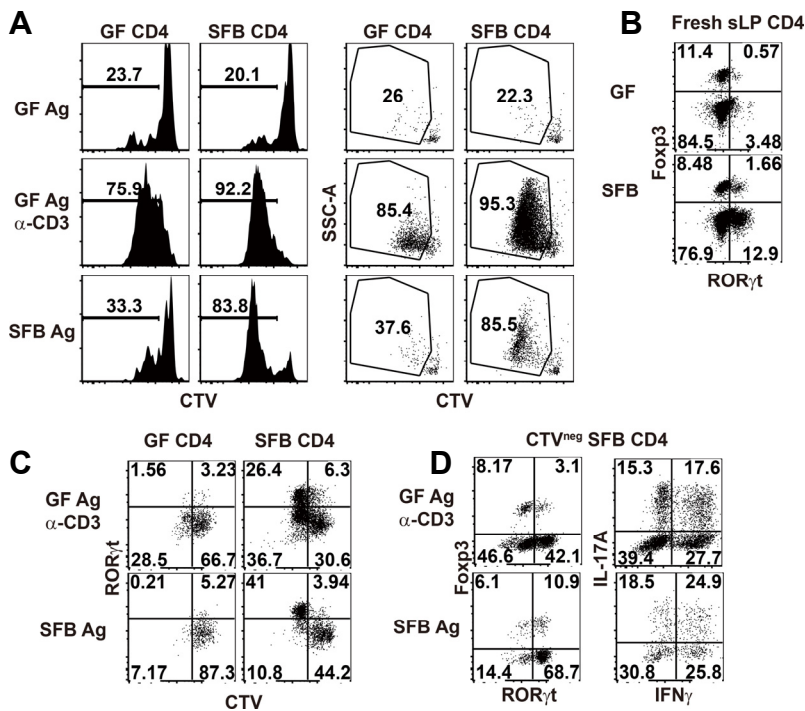 A
GF CD4 SFB CD4 GF CD4 SFB CD4
GF Ag
23.7 20.1 26 22.3
GF Ag
α-CD3
75.9 92.2 85.4 95.3
SSC-A
SFB Ag
33.3 83.8 37.6 85.5
CTV CTV
B
Fresh sLP CD4
GF
11.4 0.57
84.5 3.48
SFB
8.48 1.66
76.9 12.9
Foxp3
RORγt
C
GF CD4 SFB CD4
GF Ag
α-CD3
1.56 3.23 26.4 6.3
28.5 66.7 36.7 30.6
RORγt
SFB Ag
0.21 5.27 41 3.94
7.17 87.3 10.8 44.2
CTV
D
CTVneg SFB CD4
GF Ag
α-CD3
8.17 3.1 15.3 17.6
46.6 42.1 39.4 27.7
Foxp3 IL-17A
SFB Ag
6.1 10.9 18.5 24.9
14.4 68.7 30.8 25.8
RORγt IFNγ